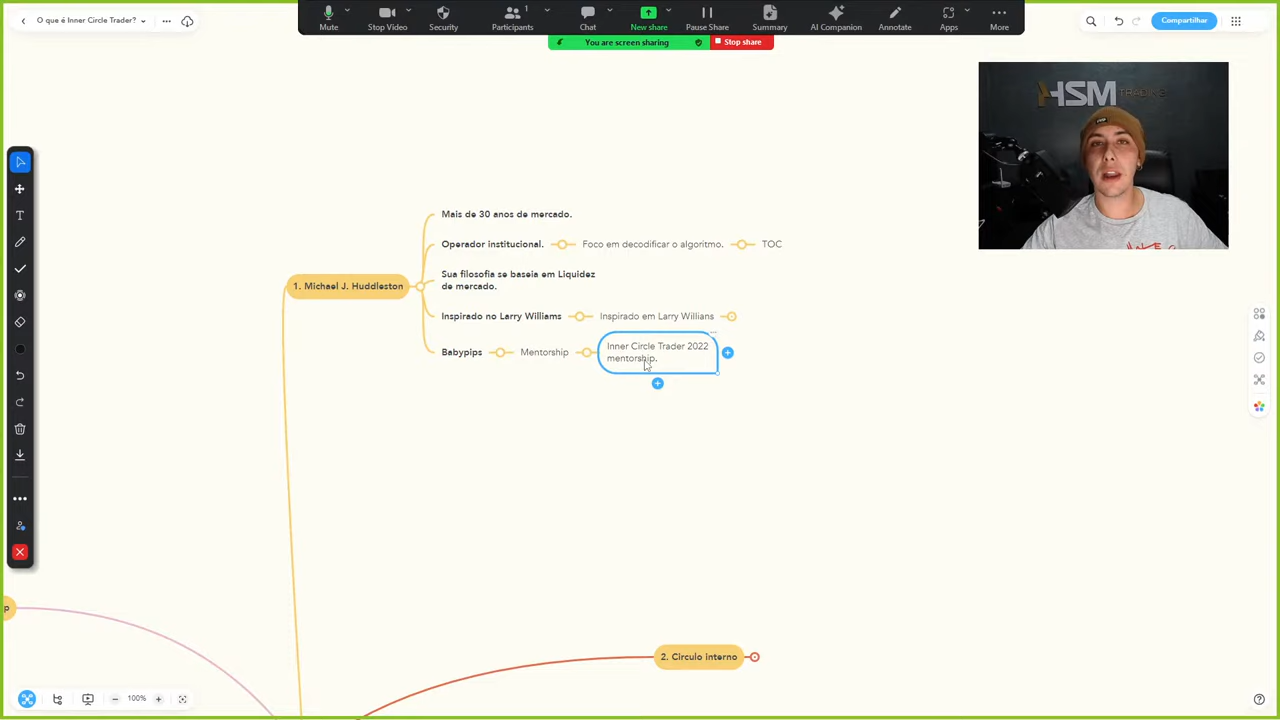 O que é Inner Circle Trader?
Mute
Stop Video
Security
Participants
1
Chat
New share
Pause Share
Summary
AI Companion
Annotate
Apps
More
You are screen sharing
Stop share
Compartilhar
HSM
TRADING
Mais de 30 anos de mercado.
Operador institucional.
Foco em decodificar o algoritmo.
TOC
1. Michael J. Huddleston
Sua filosofia se baseia em Liquidez
de mercado.
Inspirado no Larry Williams
Inspirado em Larry Willians
Babypips
Mentorship
Inner Circle Trader 2022
mentorship.
p
2. Circulo interno
100%